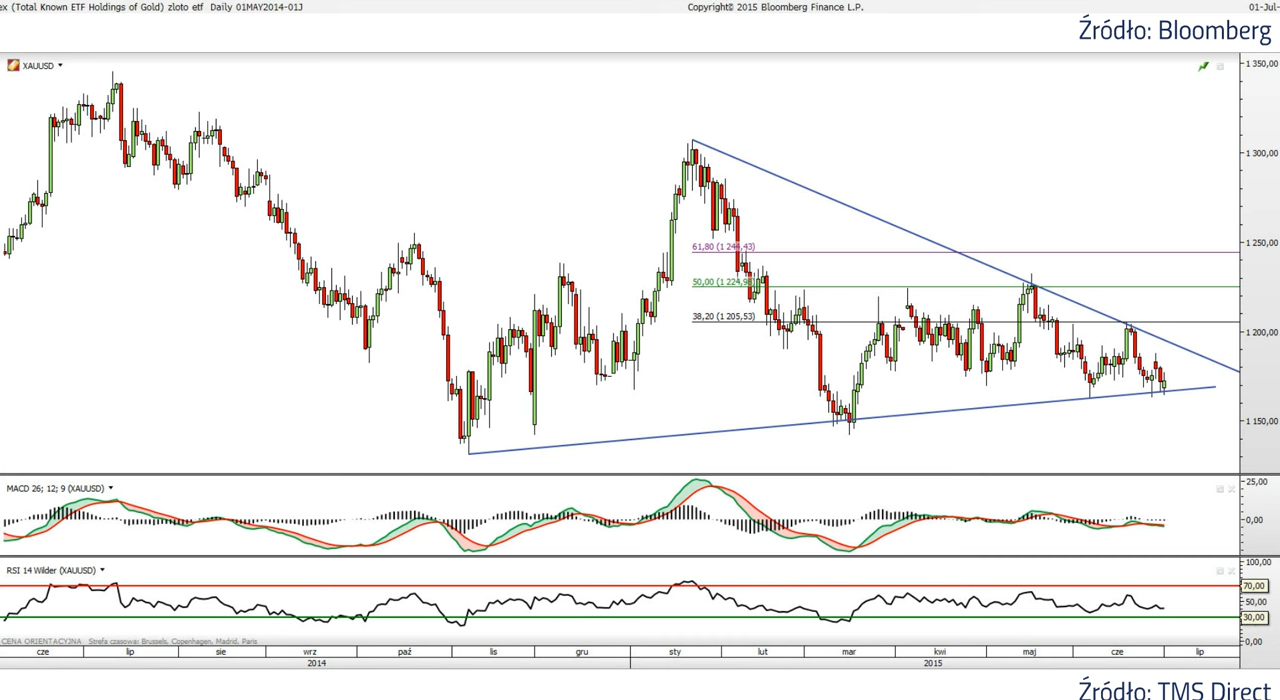 ex (Total Known ETF Holdings of Gold) zloto etf Daily 01MAY2014-01J
Copyright© 2015 Bloomberg Finance L.P.
01-Jul-
Źródło: Bloomberg
XAUUSD
1 350,00
1 300,00
1 250,00
1 200,00
1 150,00
61,80 (1 244,43)
50,00 (1 224,98)
38,20 (1 205,53)
MACD 26; 12; 9 (XAUUSD)
25,00
0,00
RSI 14 Wilder (XAUUSD)
100,00
70,00
50,00
30,00
0,00
CENA ORIENTACYJNA Strefa czasowa: Brussels, Copenhagen, Madrid, Paris
cze lip sie wrz paź lis gru sty lut mar kwi maj cze lip
2014 2015
Źródło: TMS Direct